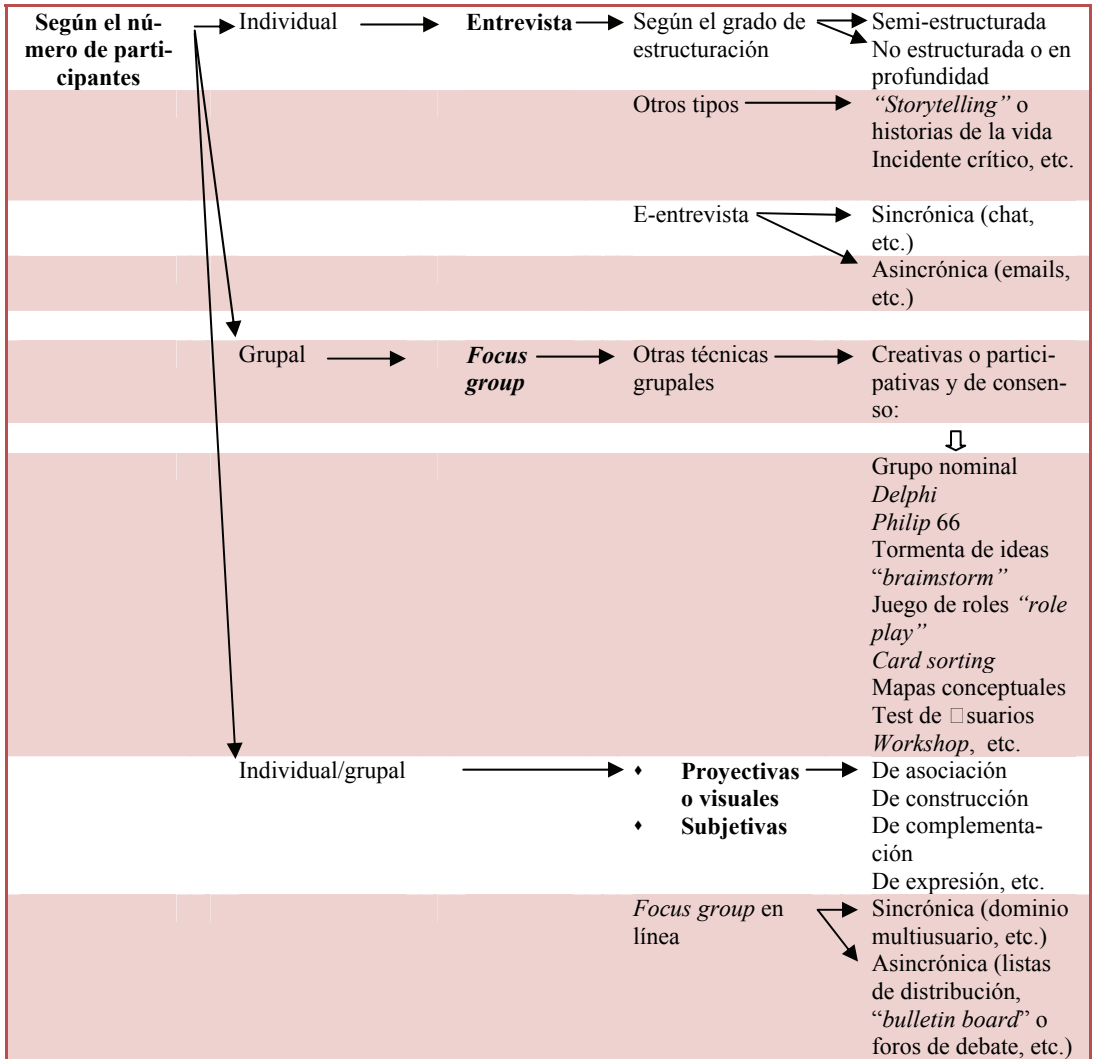 Según el nú-
mero de parti-
cipantes
Individual
Entrevista
Según el grado de
estructuración
Semi-estructurada
No estructurada o en
profundidad
Otros tipos
“Storytelling” o
historias de la vida
Incidente crítico, etc.
E-entrevista
Sincrónica (chat,
etc.)
Asincrónica (emails,
etc.)
Grupal
Focus
group
Otras técnicas
grupales
Creativas o partici-
pativas y de consen-
so:
Grupo nominal
Delphi
Philip 66
Tormenta de ideas
“braimstorm”
Juego de roles “role
play”
Card sorting
Mapas conceptuales
Test de □suarios
Workshop, etc.
Individual/grupal
⬧ Proyectivas
o visuales
⬧ Subjetivas
De asociación
De construcción
De complementa-
ción
De expresión, etc.
Focus group en
línea
Sincrónica (dominio
multiusuario, etc.)
Asincrónica (listas
de distribución,
“bulletin board” o
foros de debate, etc.)